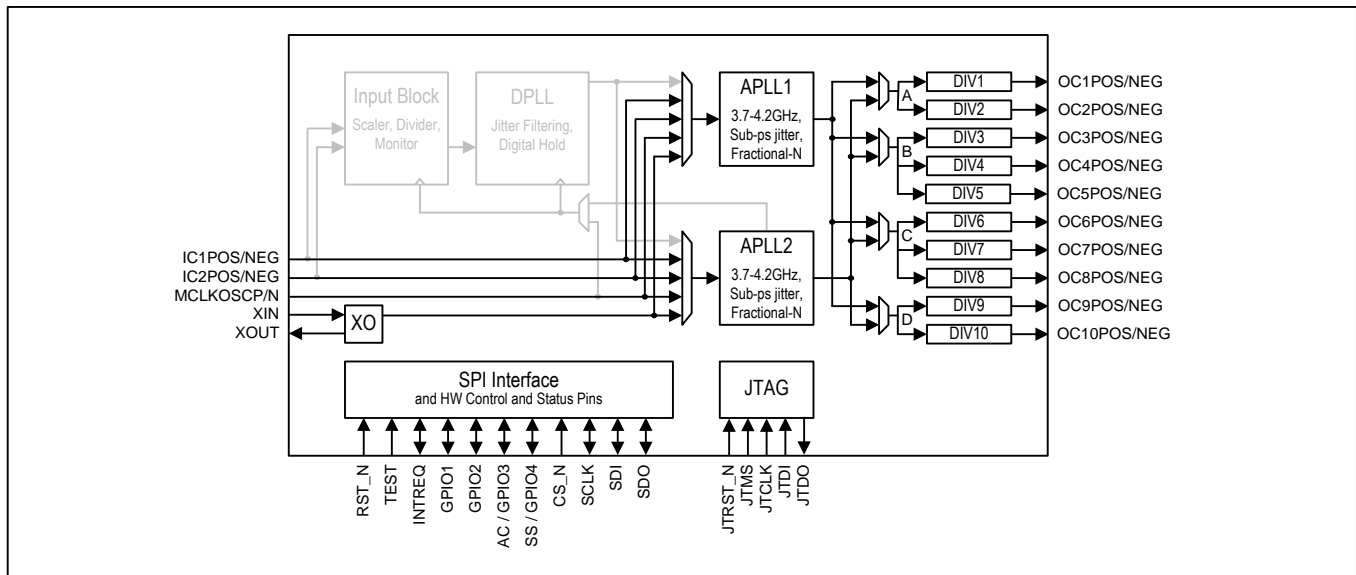 Input Block
Scaler, Divider,
Monitor
DPLL
Jitter Filtering,
Digital Hold
APLL1
3.7-4.2GHz,
Sub-ps jitter,
Fractional-N
APLL2
3.7-4.2GHz,
Sub-ps jitter,
Fractional-N
A
B
C
D
DIV1
DIV2
DIV3
DIV4
DIV5
DIV6
DIV7
DIV8
DIV9
DIV10
OC1POS/NEG
OC2POS/NEG
OC3POS/NEG
OC4POS/NEG
OC5POS/NEG
OC6POS/NEG
OC7POS/NEG
OC8POS/NEG
OC9POS/NEG
OC10POS/NEG
IC1POS/NEG
IC2POS/NEG
MCLKOSCP/N
XIN
XOUT
XO
SPI Interface
and HW Control and Status Pins
JTAG
RST_N
TEST
INTREQ
GPIO1
GPIO2
AC / GPIO3
SS / GPIO4
CS_N
SCLK
SDI
SDO
JTRST_N
JTMS
JTCLK
JTDI
JTDO